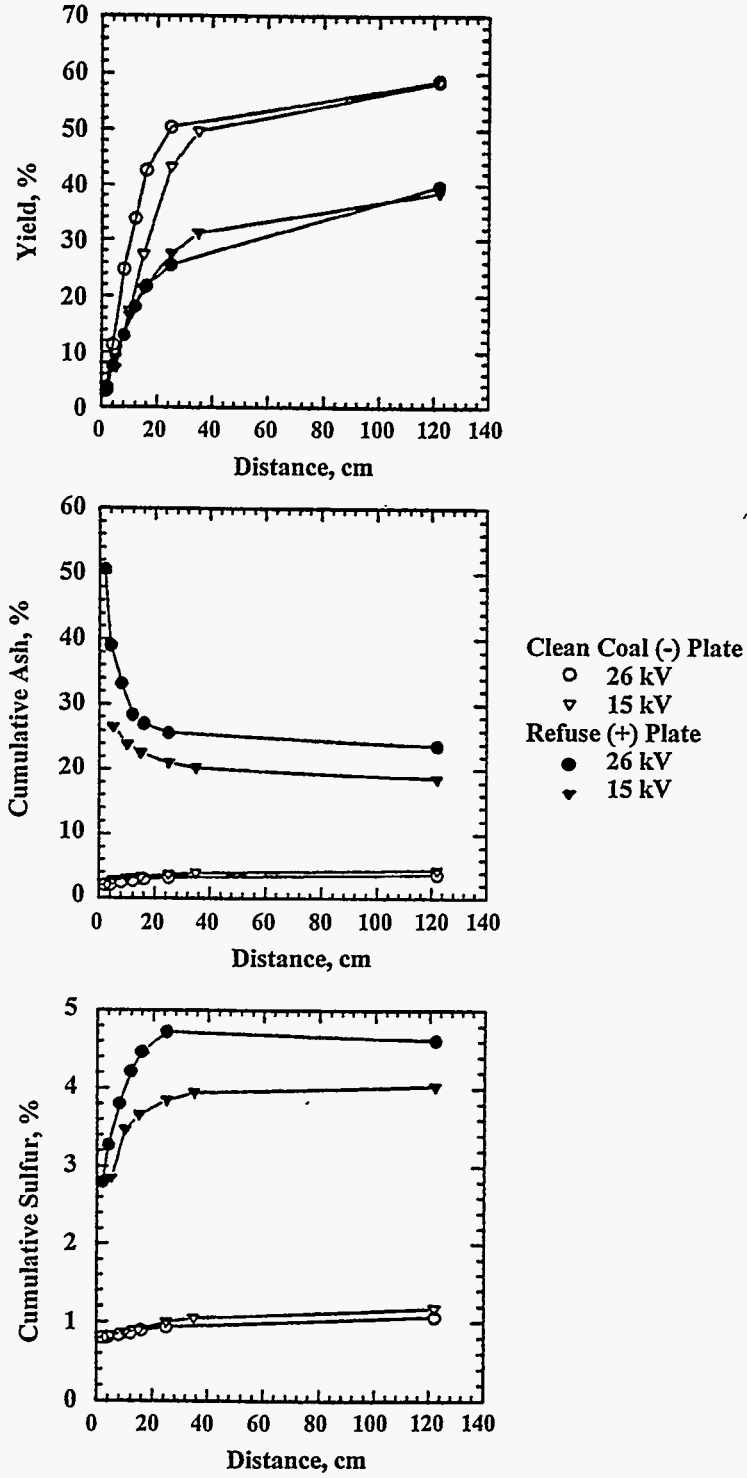 70
60
50
40
30
20
10
0
Yield, %
0 20 40 60 80 100 120 140
Distance, cm
60
50
40
30
20
10
0
Cumulative Ash, %
0 20 40 60 80 100 120 140
Distance, cm
Clean Coal (-) Plate
26 kV
15 kV
Refuse (+) Plate
26 kV
15 kV
5
4
3
2
1
0
Cumulative Sulfur, %
0 20 40 60 80 100 120 140
Distance, cm